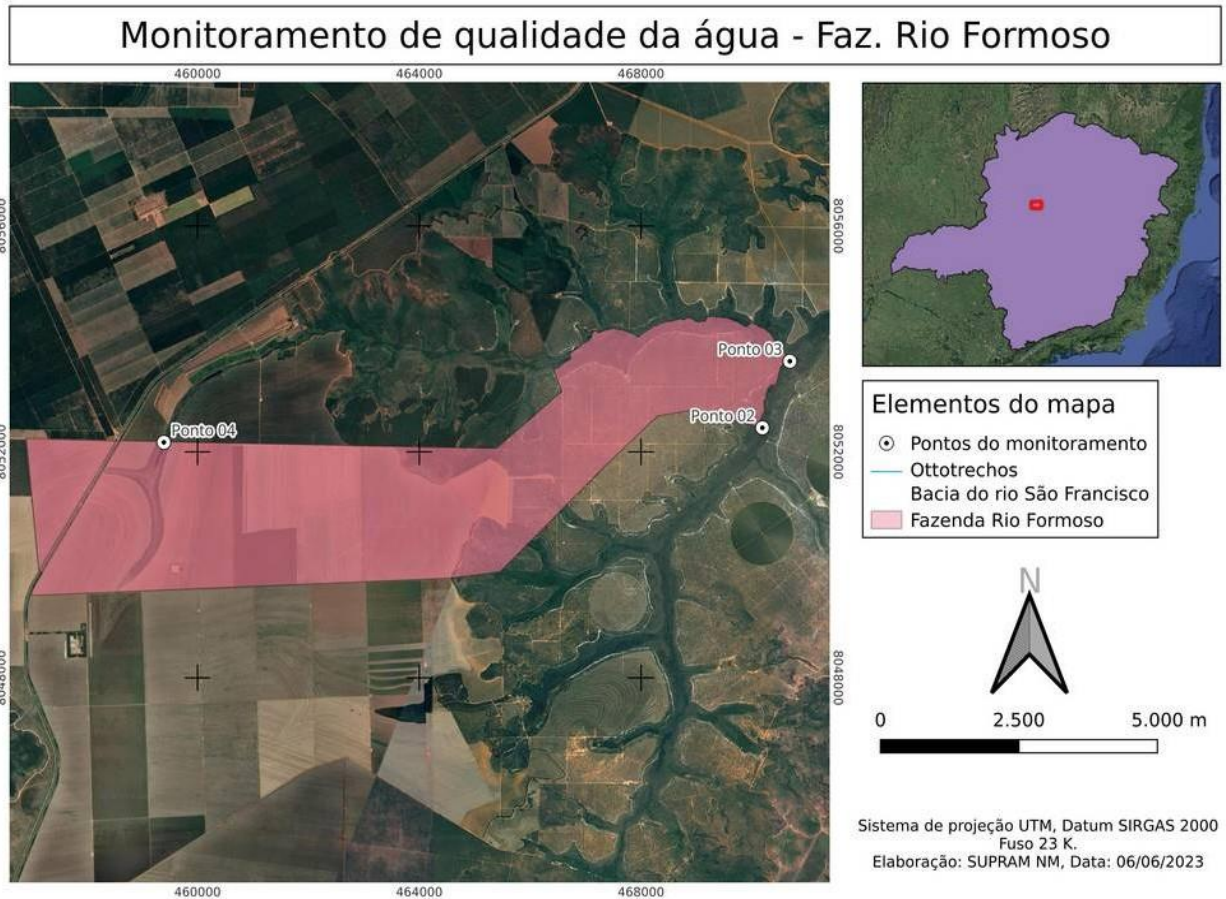 Monitoramento de qualidade da água - Faz. Rio Formoso
460000
464000
468000
8056000
8056000
Ponto 03
Ponto 02
Ponto 04
8052000
8052000
8048000
8048000
460000
464000
468000
Elementos do mapa
Pontos do monitoramento
Ottotrechos
Bacia do rio São Francisco
Fazenda Rio Formoso
N
0 2.500 5.000 m
Sistema de projeção UTM, Datum SIRGAS 2000
Fuso 23 K.
Elaboração: SUPRAM NM, Data: 06/06/2023